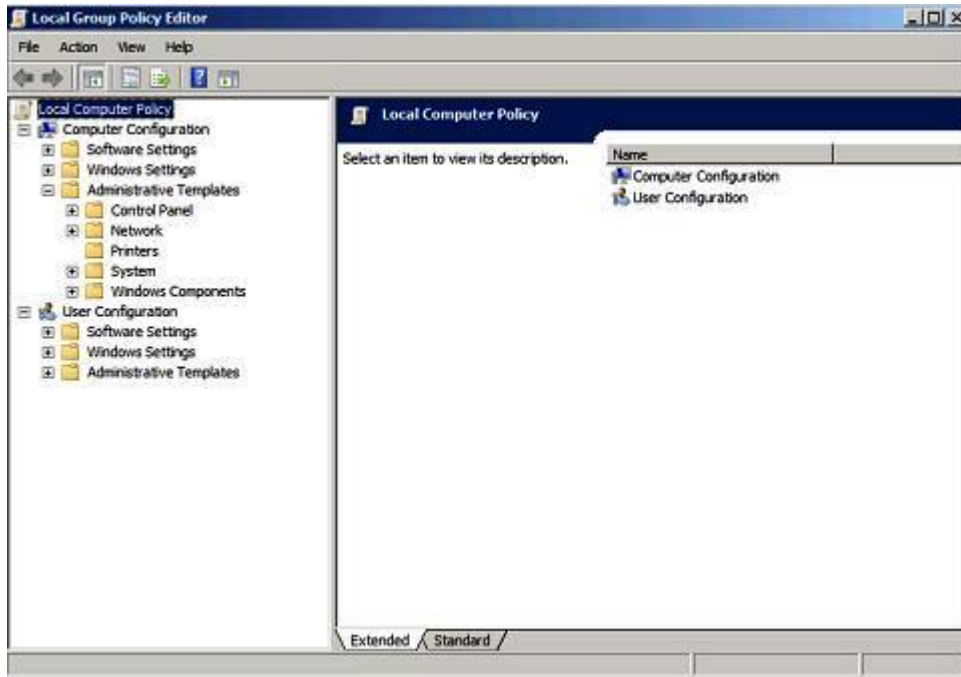 Local Group Policy Editor
File Action View Help
Local Computer Policy
Computer Configuration
Software Settings
Windows Settings
Administrative Templates
Control Panel
Network
Printers
System
Windows Components
User Configuration
Software Settings
Windows Settings
Administrative Templates
Local Computer Policy
Select an item to view its description.
Name
Computer Configuration
User Configuration
Extended Standard